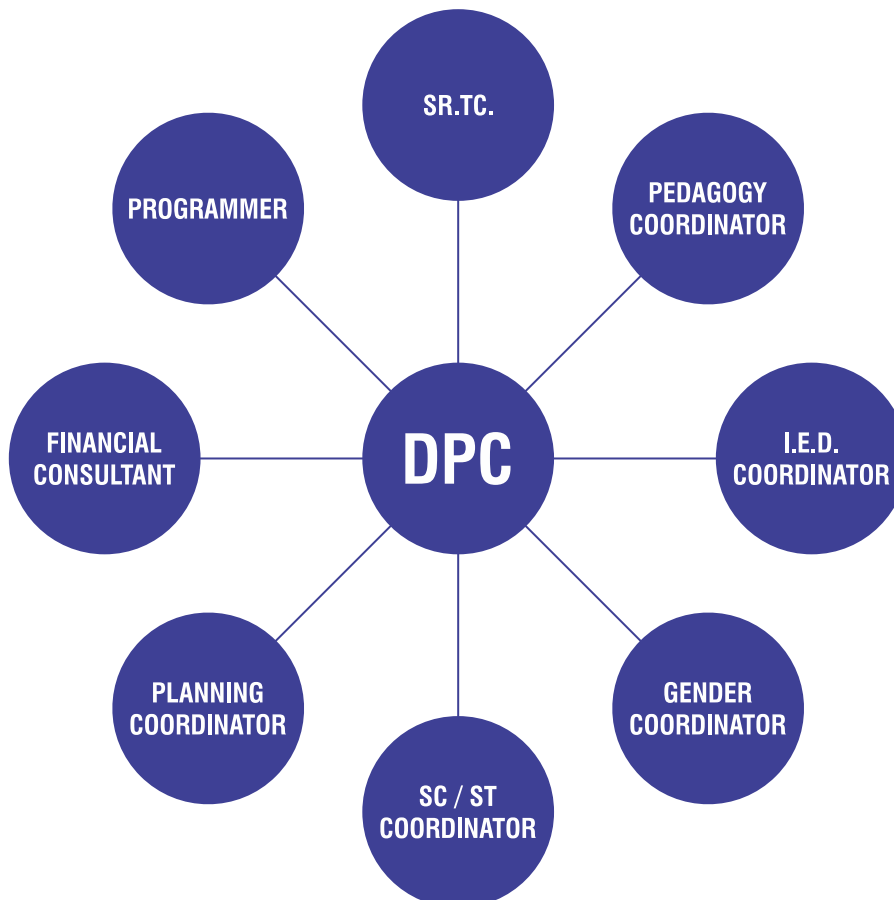 SR.TC.
PROGRAMMER
PEDAGOGY
COORDINATOR
FINANCIAL
CONSULTANT
DPC
I.E.D.
COORDINATOR
PLANNING
COORDINATOR
GENDER
COORDINATOR
SC / ST
COORDINATOR